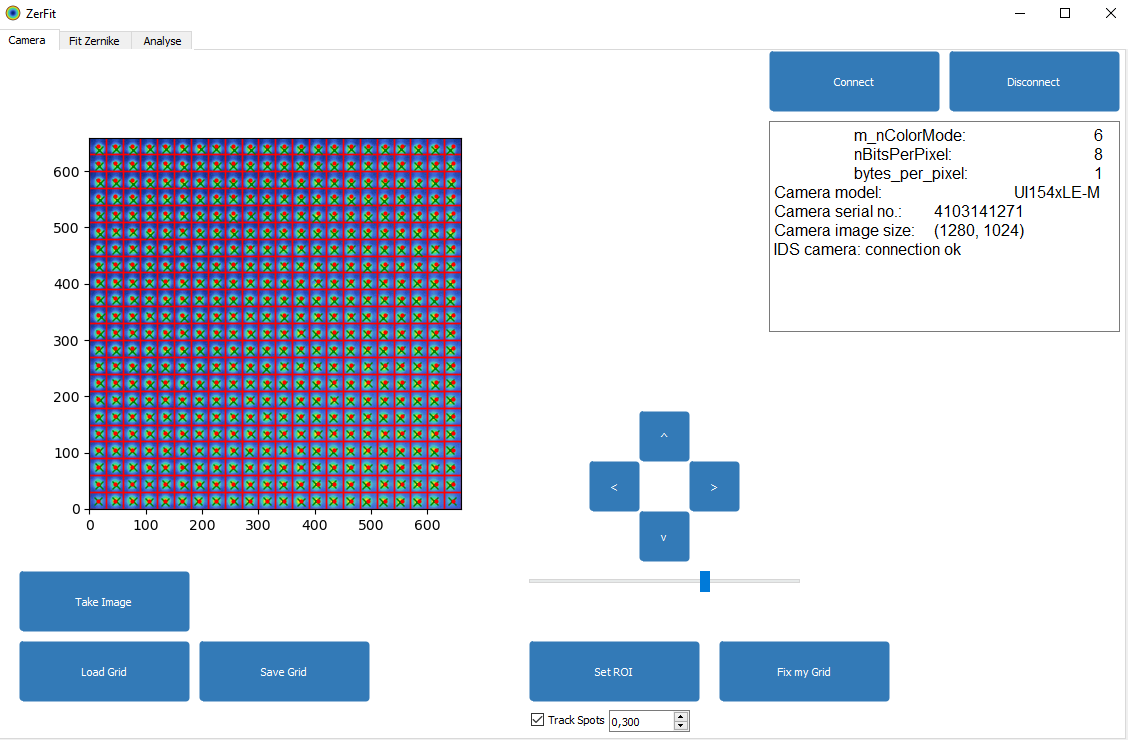 ZerFit
Camera Fit Zernike Analyse
Connect Disconnect
m_nColorMode: 6
nBitsPerPixel: 8
bytes_per_pixel: 1
Camera model: UI154xLE-M
Camera serial no.: 4103141271
Camera image size: (1280, 1024)
IDS camera: connection ok
600
500
400
300
200
100
0
0 100 200 300 400 500 600
^
< >
v
Take Image
Load Grid Save Grid Set ROI Fix my Grid
Track Spots 0,300